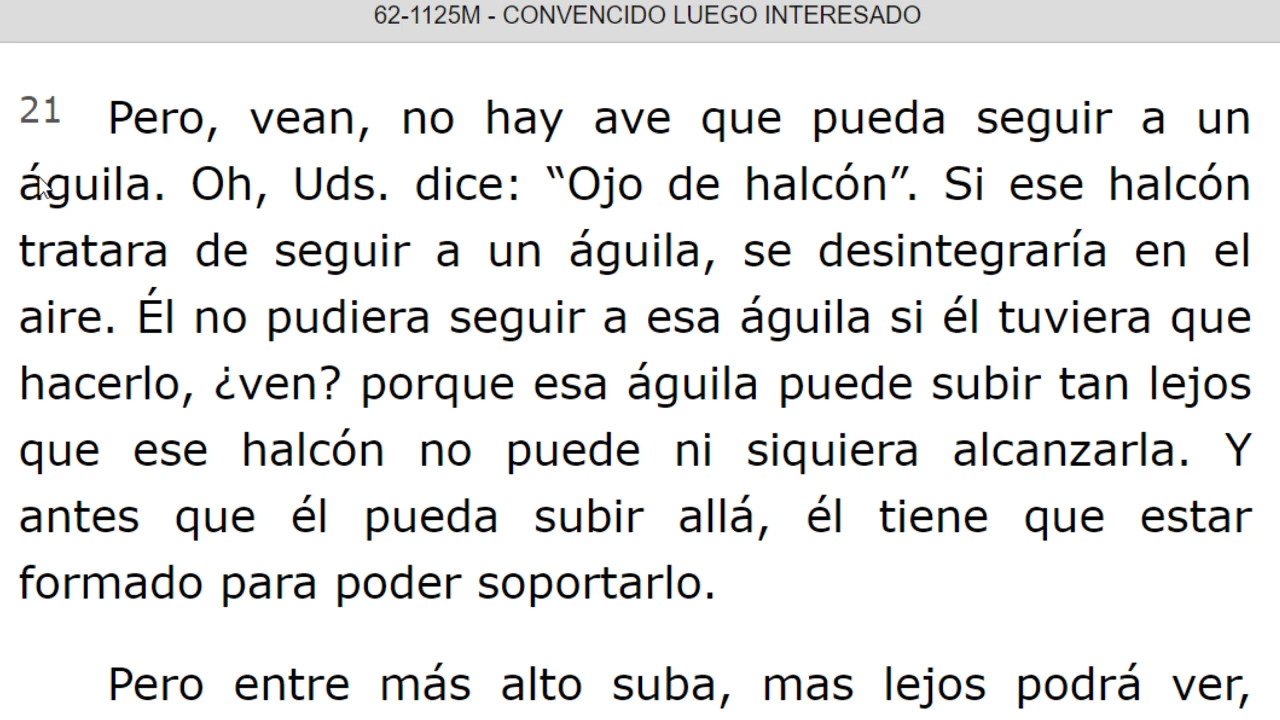 62-1125M - CONVENCIDO LUEGO INTERESADO
21 Pero, vean, no hay ave que pueda seguir a un
águila. Oh, Uds. dice: “Ojo de halcón”. Si ese halcón
tratara de seguir a un águila, se desintegraría en el
aire. Él no pudiera seguir a esa águila si él tuviera que
hacerlo, ¿ven? porque esa águila puede subir tan lejos
que ese halcón no puede ni siquiera alcanzarla. Y
antes que él pueda subir allá, él tiene que estar
formado para poder soportarlo.
Pero entre más alto suba, mas lejos podrá ver,